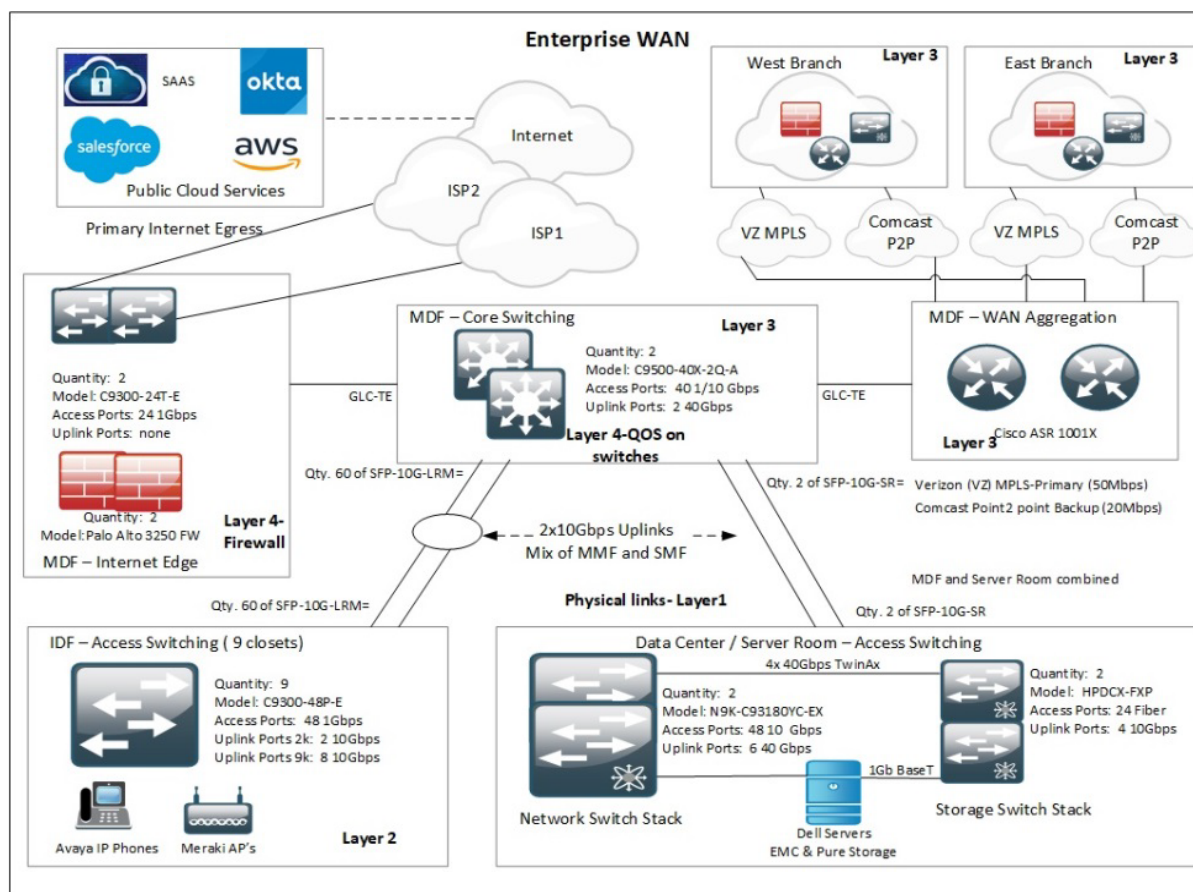 Enterprise WAN
SAAS
okta
salesforce
aws
Public Cloud Services
Primary Internet Egress
Internet
ISP2
ISP1
West Branch
Layer 3
East Branch
Layer 3
VZ MPLS
Comcast
P2P
VZ MPLS
Comcast
P2P
Quantity: 2
Model: C9300-24T-E
Access Ports: 24 1Gbps
Uplink Ports: none
Quantity: 2
Model:Palo Alto 3250 FW
Layer 4-
Firewall
MDF – Internet Edge
GLC-TE
MDF – Core Switching
Layer 3
Quantity: 2
Model: C9500-40X-2Q-A
Access Ports: 40 1/10 Gbps
Uplink Ports: 2 40Gbps
Layer 4-QOS on
switches
GLC-TE
MDF – WAN Aggregation
Cisco ASR 1001X
Layer 3
Qty. 60 of SFP-10G-LRM=
Qty. 2 of SFP-10G-SR=
Verizon (VZ) MPLS-Primary (50Mbps)
Comcast Point2 point Backup (20Mbps)
2x10Gbps Uplinks
Mix of MMF and SMF
MDF and Server Room combined
Qty. 60 of SFP-10G-LRM=
Physical links- Layer1
Qty. 2 of SFP-10G-SR
IDF – Access Switching ( 9 closets)
Quantity: 9
Model: C9300-48P-E
Access Ports: 48 1Gbps
Uplink Ports 2k: 2 10Gbps
Uplink Ports 9k: 8 10Gbps
Avaya IP Phones
Meraki AP's
Layer 2
Data Center / Server Room – Access Switching
4x 40Gbps TwinAx
Quantity: 2
Model: N9K-C93180YC-EX
Access Ports: 48 10 Gbps
Uplink Ports: 6 40 Gbps
Quantity: 2
Model: HPDCX-FXP
Access Ports: 24 Fiber
Uplink Ports: 4 10Gbps
1Gb BaseT
Network Switch Stack
Storage Switch Stack
Dell Servers
EMC & Pure Storage